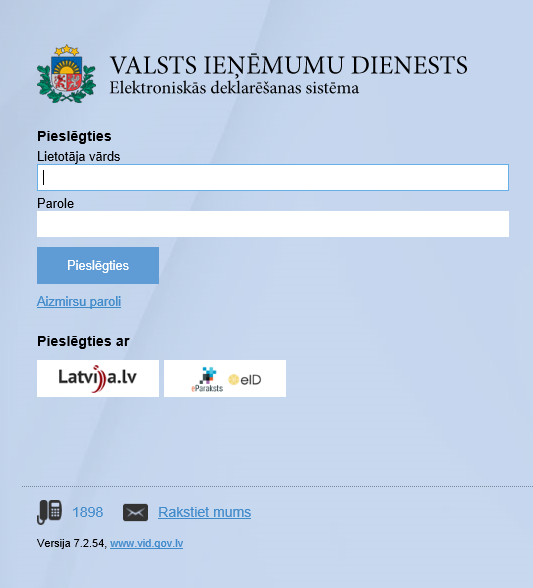 VALSTS IEŅĒMUMU DIENESTS
Elektroniskās deklarēšanas sistēma
Pieslēgties
Lietotāja vārds
Parole
Pieslēgties
Aizmirsu paroli
Pieslēgties ar
Latvija.lv
eParaksts eID
1898 Rakstiet mums
Versija 7.2.54, www.vid.gov.lv